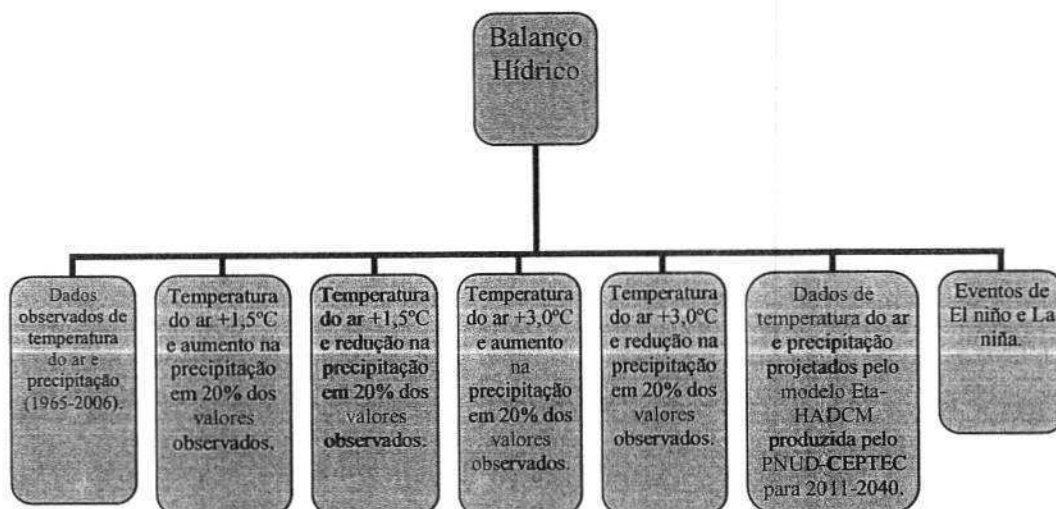 Balanço
Hídrico
Dados
observados de
temperatura
do ar e
precipitação
(1965-2006).
Temperatura
do ar +1,5ºC
e aumento na
precipitação
em 20% dos
valores
observados.
Temperatura
do ar +1,5ºC
e redução na
precipitação
em 20% dos
valores
observados.
Temperatura
do ar +3,0ºC
e aumento
na
precipitação
em 20% dos
valores
observados.
Temperatura
do ar +3,0ºC
e redução na
precipitação
em 20% dos
valores
observados.
Dados de
temperatura do ar
e precipitação
projetados pelo
modelo Eta-
HADCM
produzida pelo
PNUD-CEPTEC
para 2011-2040.
Eventos de
El niño e La
niña.